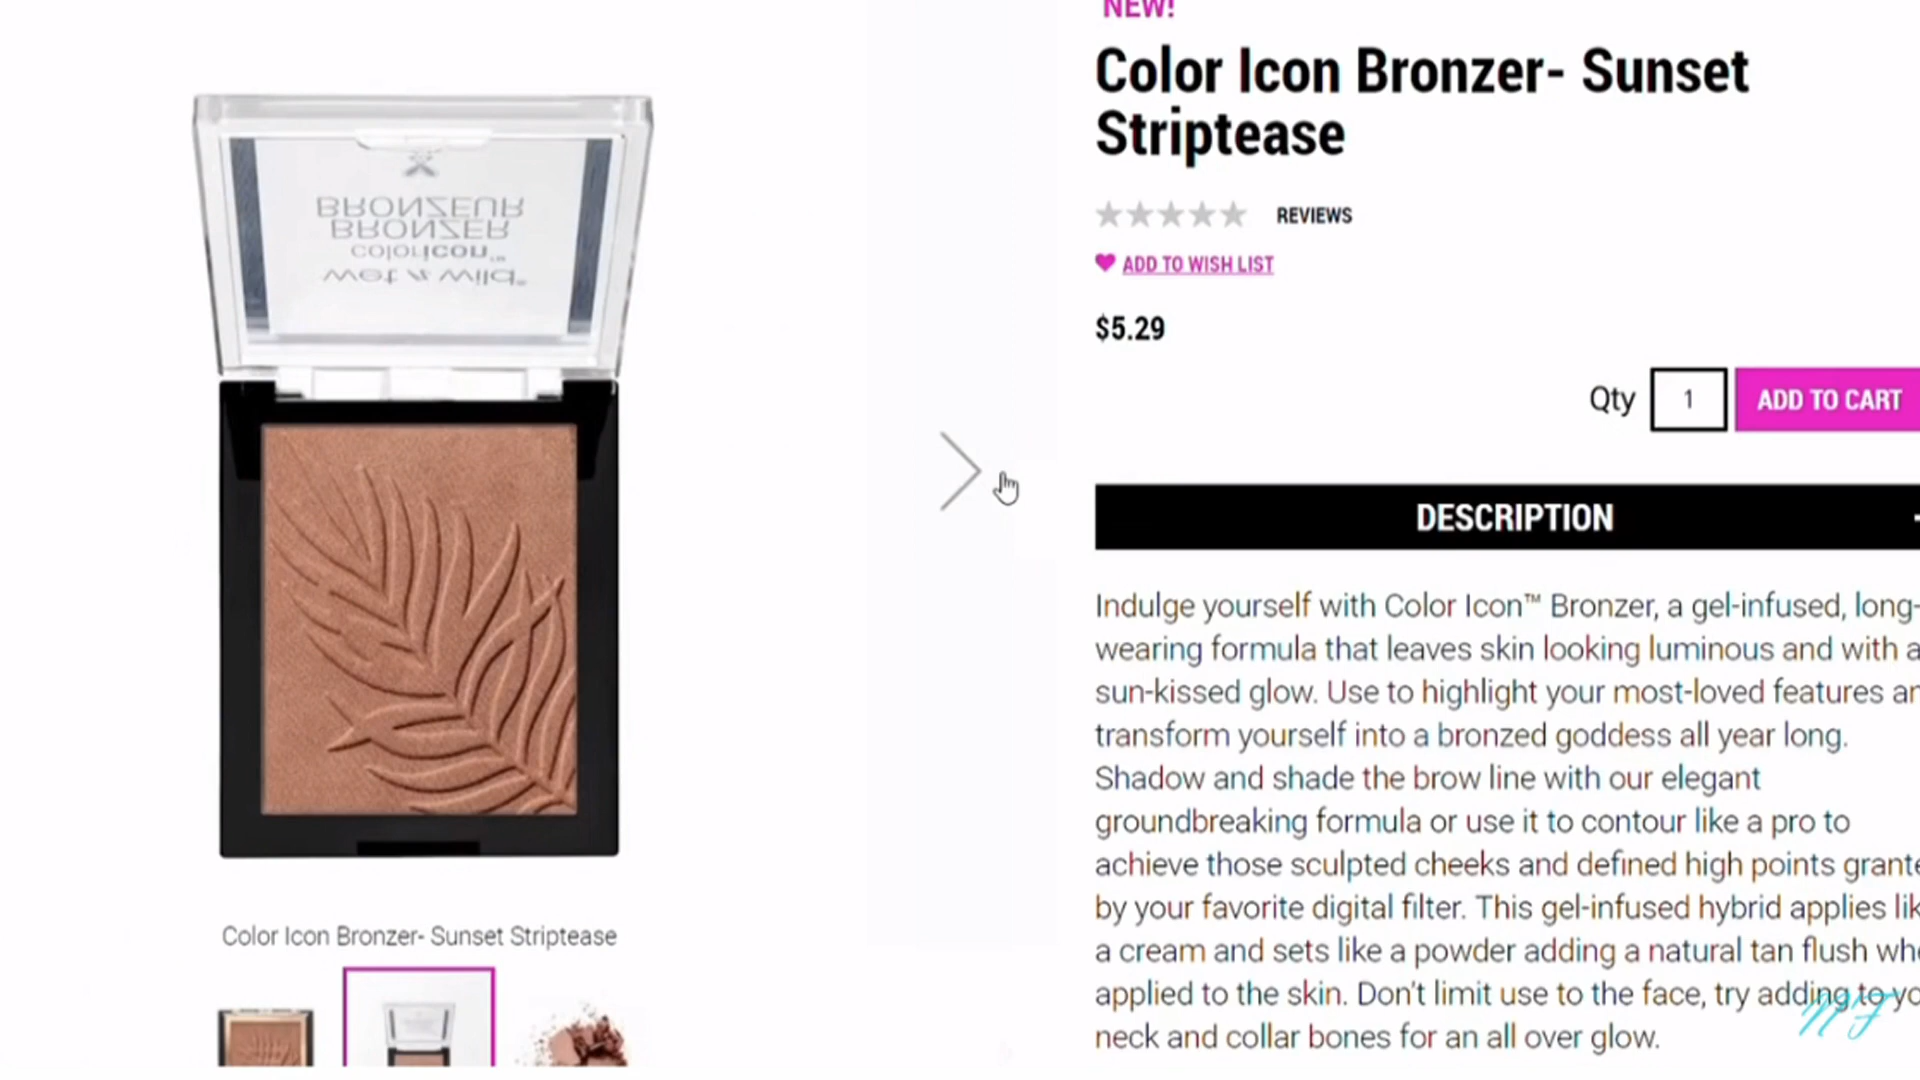 NEW!
Color Icon Bronzer- Sunset
Striptease
REVIEWS
ADD TO WISH LIST
$5.29
Qty 1 ADD TO CART
DESCRIPTION
Indulge yourself with Color Icon™ Bronzer, a gel-infused, long-
wearing formula that leaves skin looking luminous and with a
sun-kissed glow. Use to highlight your most-loved features an
transform yourself into a bronzed goddess all year long.
Shadow and shade the brow line with our elegant
groundbreaking formula or use it to contour like a pro to
achieve those sculpted cheeks and defined high points grante
by your favorite digital filter. This gel-infused hybrid applies lik
a cream and sets like a powder adding a natural tan flush whe
applied to the skin. Don't limit use to the face, try adding to yo
neck and collar bones for an all over glow.
BRONZEUR
BRONZER
coloricon™
wet n wild®
Color Icon Bronzer- Sunset Striptease